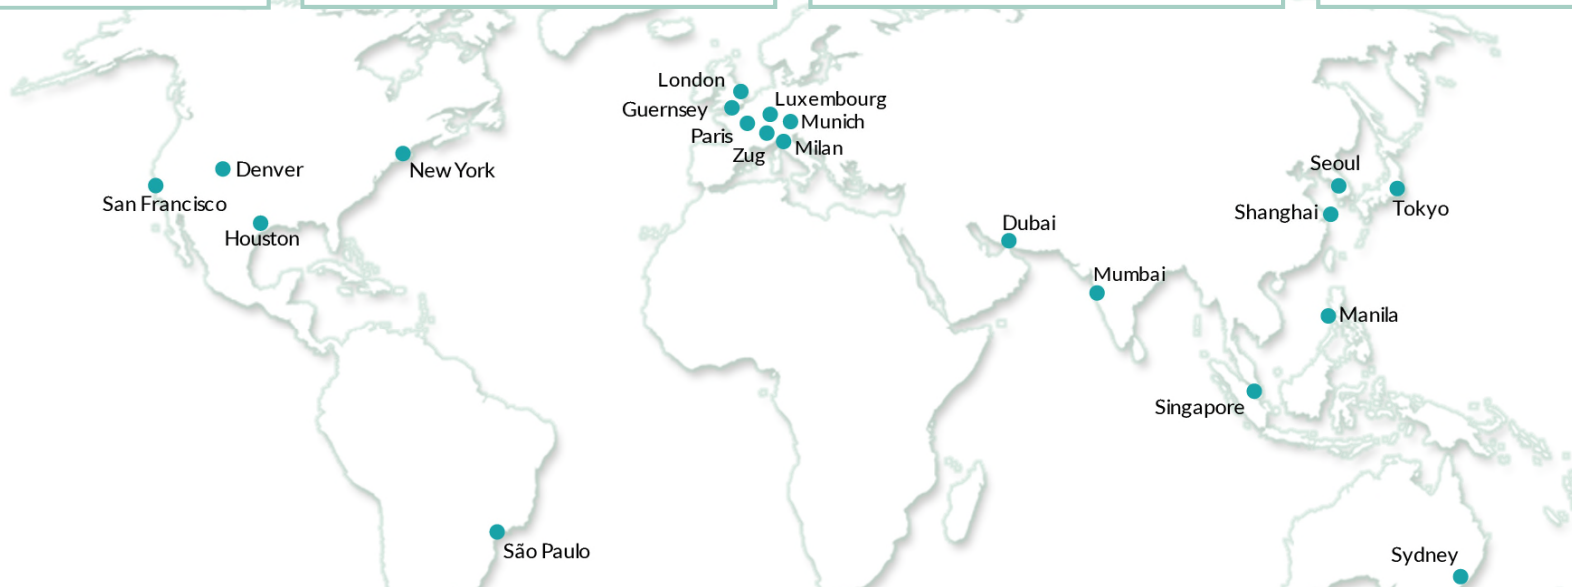 London
Luxembourg
Guernsey
Munich
Paris
Milan
Zug
New York
Denver
San Francisco
Houston
Seoul
Tokyo
Shanghai
Dubai
Mumbai
Manila
Singapore
São Paulo
Sydney